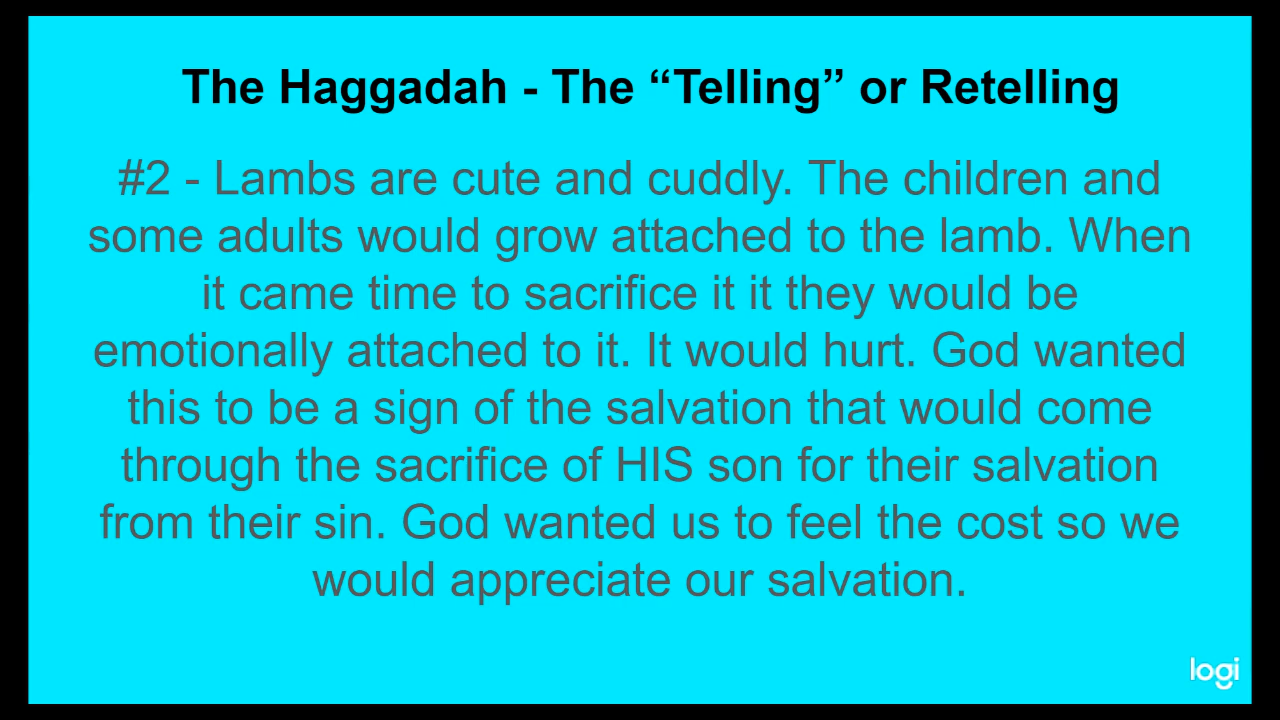 The Haggadah - The “Telling” or Retelling
#2 - Lambs are cute and cuddly. The children and
some adults would grow attached to the lamb. When
it came time to sacrifice it it they would be
emotionally attached to it. It would hurt. God wanted
this to be a sign of the salvation that would come
through the sacrifice of HIS son for their salvation
from their sin. God wanted us to feel the cost so we
would appreciate our salvation.
logi